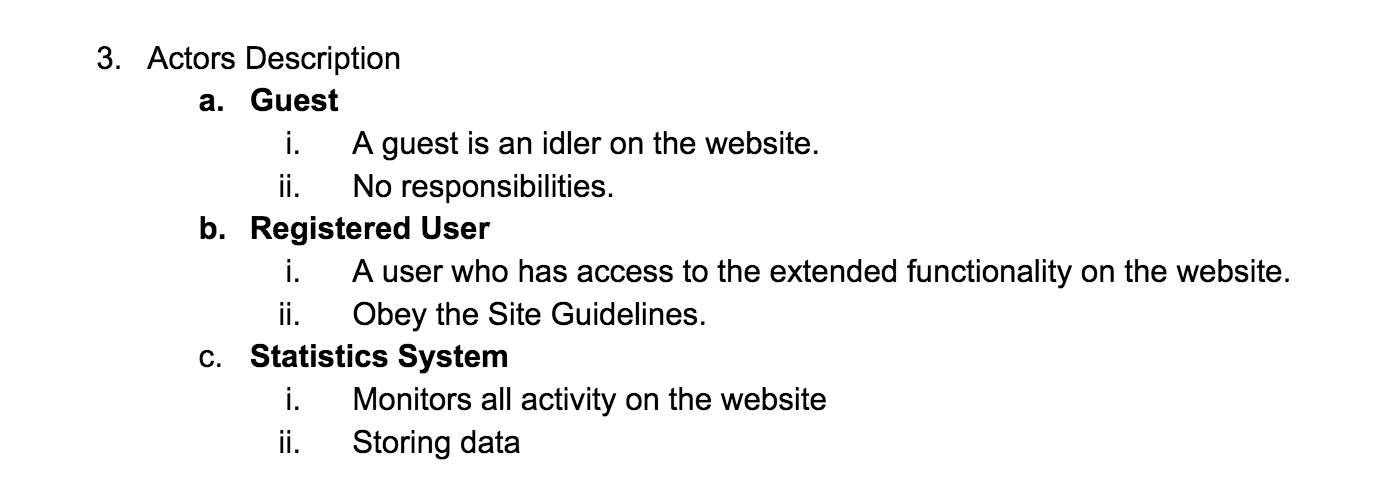 3. Actors Description
a. Guest
i. A guest is an idler on the website.
ii. No responsibilities.
b. Registered User
i. A user who has access to the extended functionality on the website.
ii. Obey the Site Guidelines.
c. Statistics System
i. Monitors all activity on the website
ii. Storing data